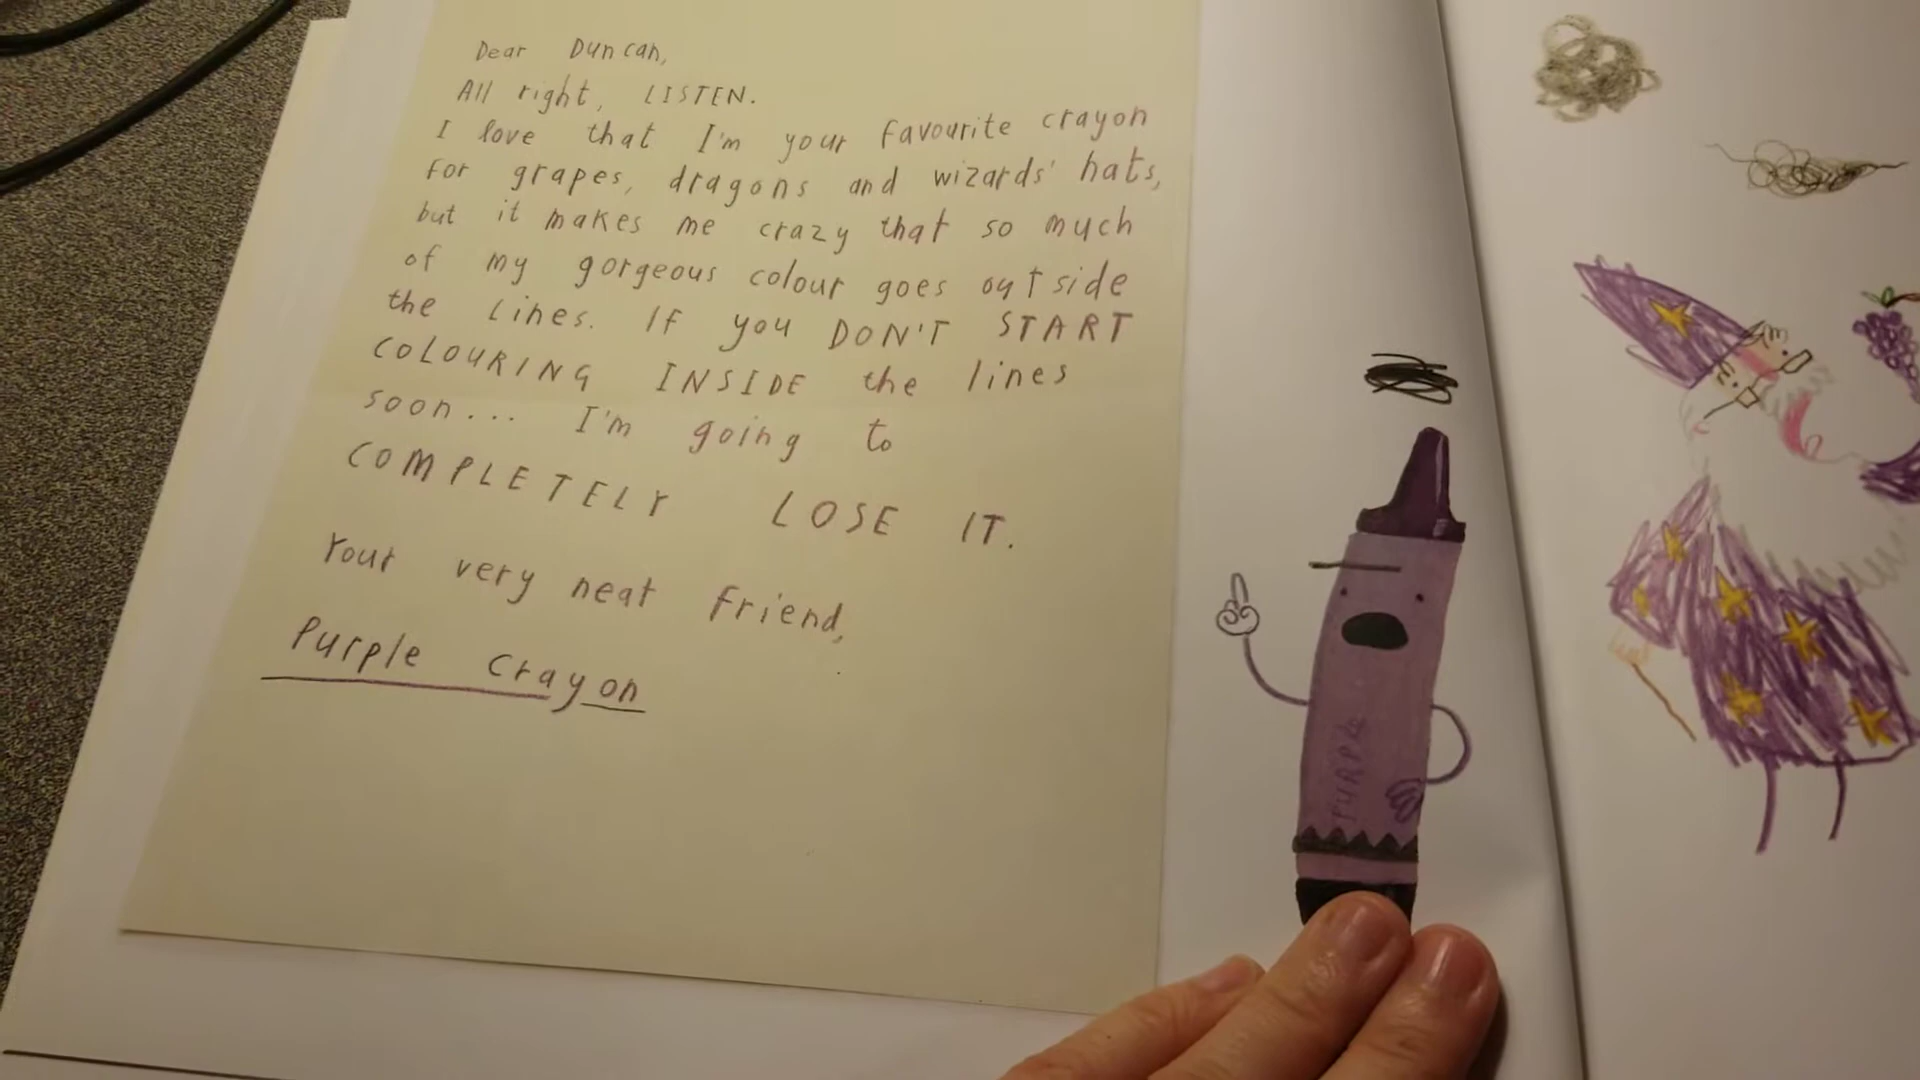 Dear Duncan,
All right, LISTEN.
I love that I'm your favourite crayon
for grapes, dragons and wizards' hats,
but it makes me crazy that so much
of my gorgeous colour goes outside
the lines. If you DON'T START
COLOURING INSIDE the lines
soon... I'm going to
COMPLETELY LOSE IT.
Your very neat friend,
Purple Crayon
PURPLE